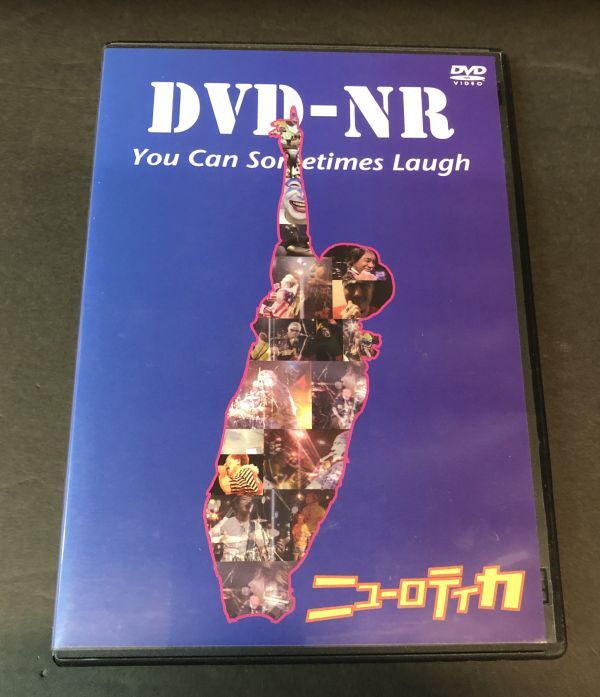 DVD
VIDEO
DVD-NR
You Can Sometimes Laugh
ニューロティカ